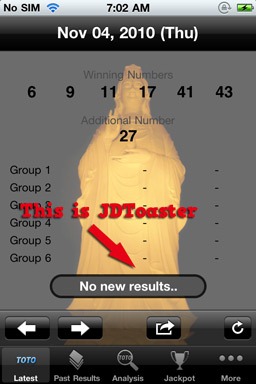 No SIM 7:02 AM
Nov 04, 2010 (Thu)
Winning Numbers
6 9 11 17 41 43
Additional Number
27
Group 1 - -
Group 2 - -
Group 3 - -
This is JDToaster
Group 4 - -
Group 5 - -
Group 6 - -
No new results..
TOTO TOTO
Latest Past Results Analysis Jackpot More